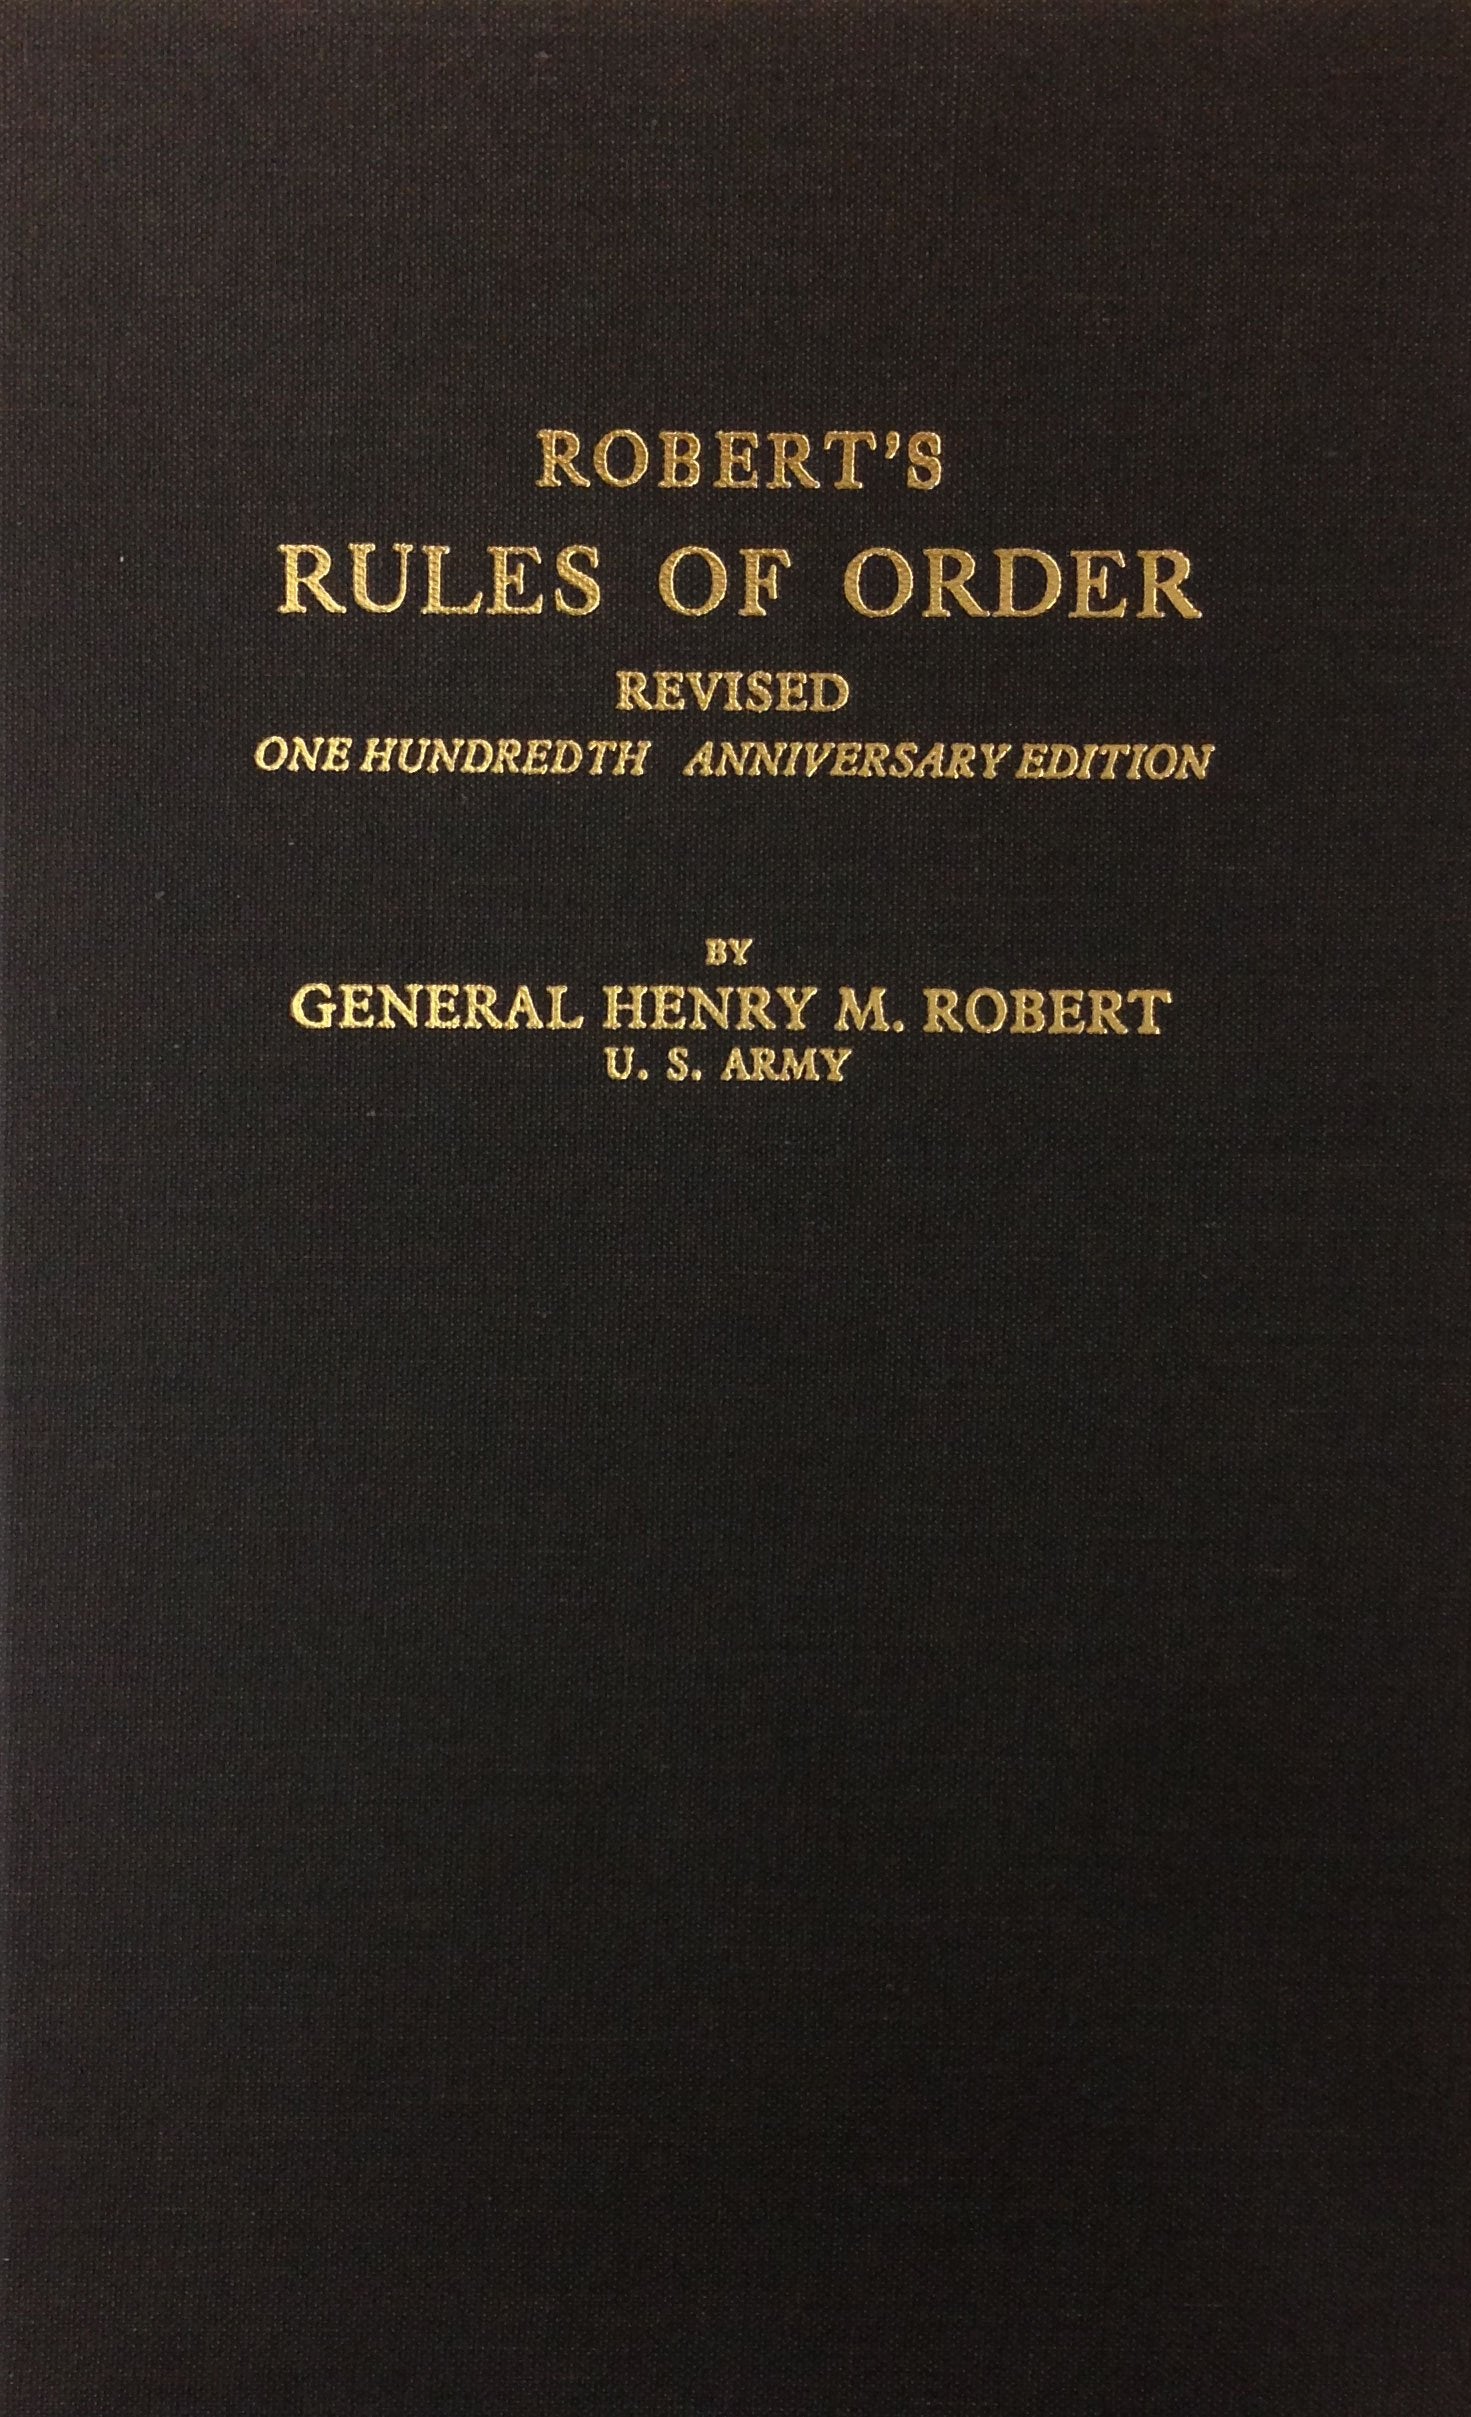 ROBERT'S
RULES OF ORDER
REVISED
ONE HUNDREDTH ANNIVERSARY EDITION
BY
GENERAL HENRY M. ROBERT
U. S. ARMY